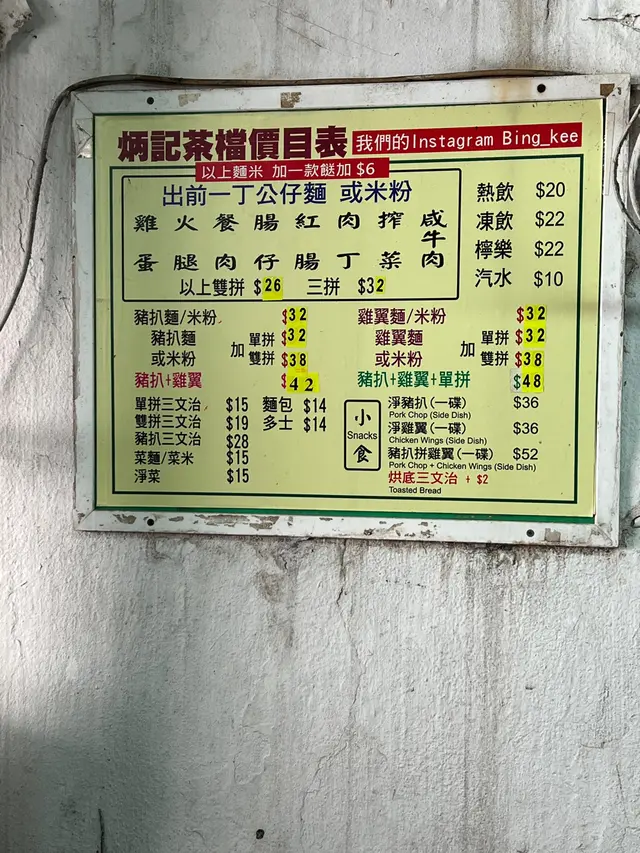 炳記茶檔價目表 我們的Instagram Bing_kee
以上麵米 加一款餸加 $6
出前一丁公仔麵 或米粉
雞 火 餐 腸 紅 肉 搾 咸牛
蛋 腿 肉 仔 腸 丁 菜 肉
以上雙拼 $26 三拼 $32
熱飲 $20
凍飲 $22
檸樂 $22
汽水 $10
豬扒麵/米粉 $32
豬扒麵 或米粉 加 單拼 $32
雙拼 $38
豬扒+雞翼 $42
雞翼麵/米粉 $32
雞翼麵 或米粉 加 單拼 $32
雙拼 $38
豬扒+雞翼+單拼 $48
單拼三文治 $15 麵包 $14
雙拼三文治 $19 多士 $14
豬扒三文治 $28
菜麵/菜米 $15
淨菜 $15
小
Snacks
食
淨豬扒(一碟) $36
Pork Chop (Side Dish)
淨雞翼(一碟) $36
Chicken Wings (Side Dish)
豬扒拼雞翼(一碟) $52
Pork Chop + Chicken Wings (Side Dish)
烘底三文治 + $2
Toasted Bread